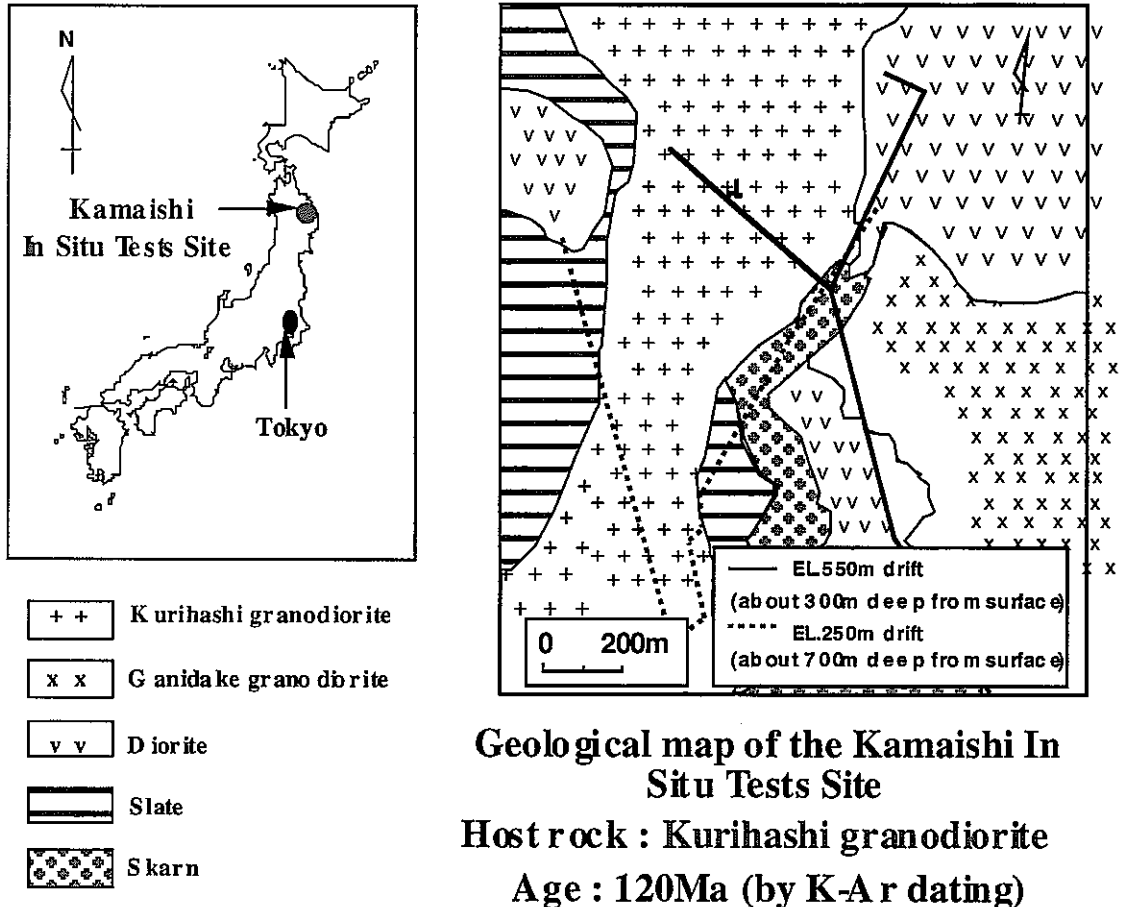 N
Kamaishi
In Situ Tests Site
Tokyo
+ + Kurihashi granodiorite
x x Ganidake granodiorite
v v Diorite
Slate
Skarn
L
0 200m
EL.550m drift
(about 300m deep from surface)
EL.250m drift
(about 700m deep from surface)
Geological map of the Kamaishi In
Situ Tests Site
Host rock : Kurihashi granodiorite
Age : 120Ma (by K-Ar dating)